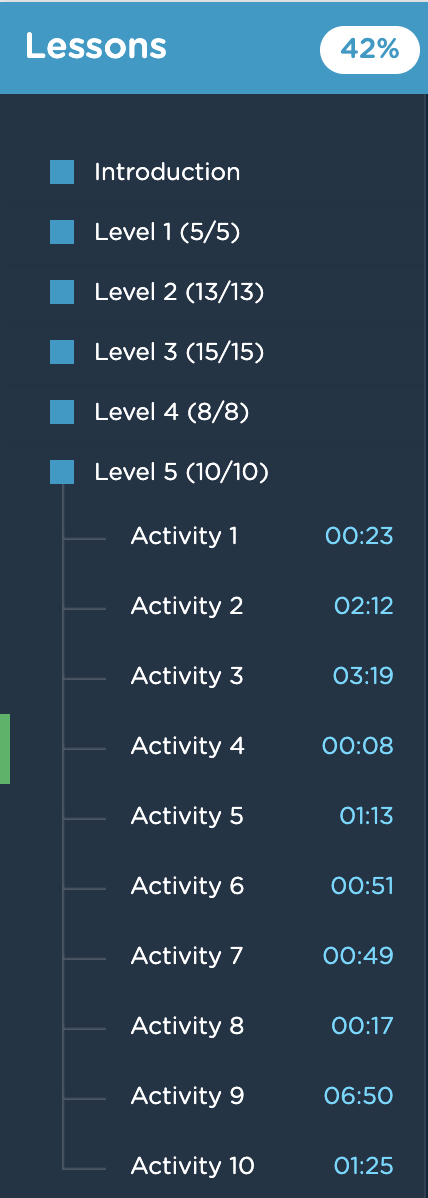 Lessons 42%
Introduction
Level 1 (5/5)
Level 2 (13/13)
Level 3 (15/15)
Level 4 (8/8)
Level 5 (10/10)
Activity 1 00:23
Activity 2 02:12
Activity 3 03:19
Activity 4 00:08
Activity 5 01:13
Activity 6 00:51
Activity 7 00:49
Activity 8 00:17
Activity 9 06:50
Activity 10 01:25